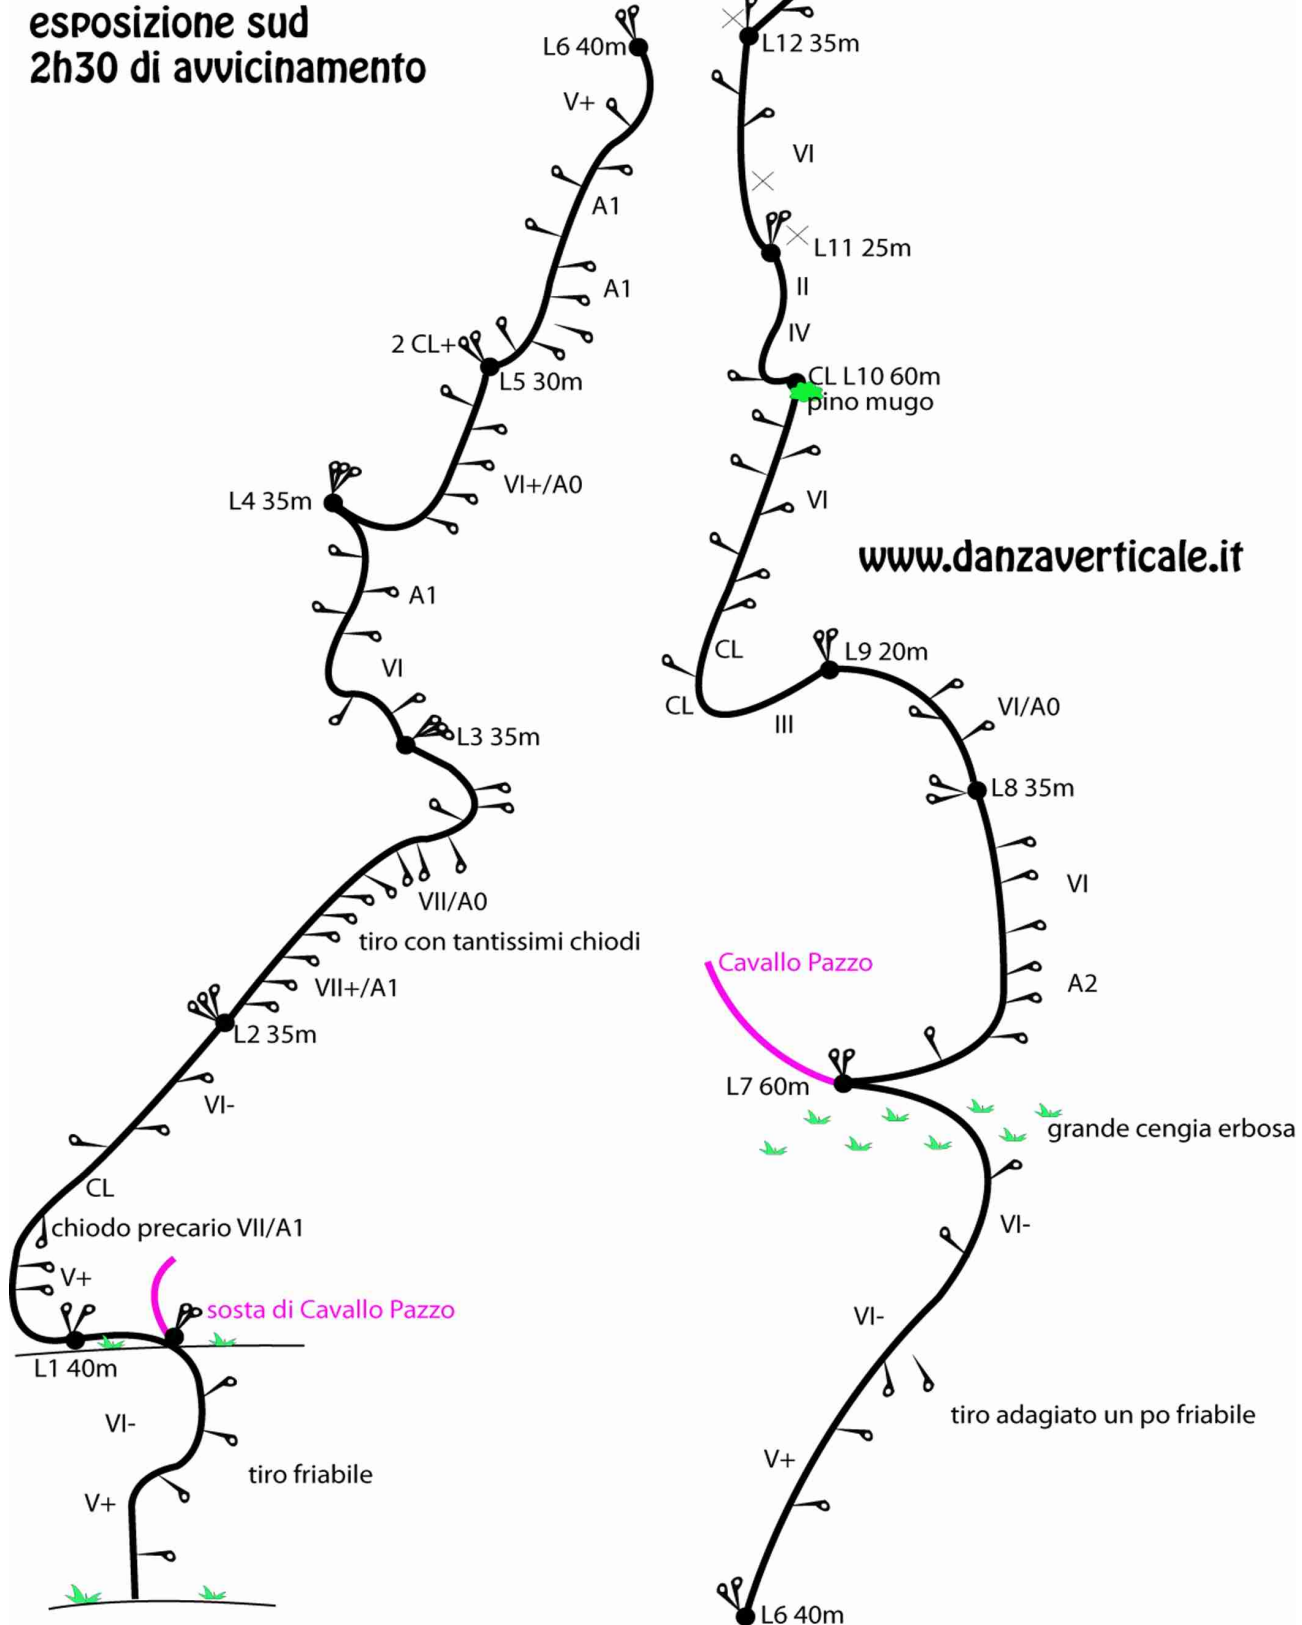 esposizione sud
2h30 di avvicinamento
L6 40m
V+
A1
A1
2 CL+
L5 30m
VI+/A0
L4 35m
A1
VI
L3 35m
VII/A0
tiro con tantissimi chiodi
VII+/A1
L2 35m
VI-
CL
chiodo precario VII/A1
V+
sosta di Cavallo Pazzo
L1 40m
VI-
tiro friabile
V+
L12 35m
VI
L11 25m
II
IV
CL L10 60m
pino mugo
VI
www.danzaverticale.it
CL
L9 20m
CL
III
VI/A0
L8 35m
VI
Cavallo Pazzo
A2
L7 60m
grande cengia erbosa
VI-
VI-
tiro adagiato un po friabile
V+
L6 40m